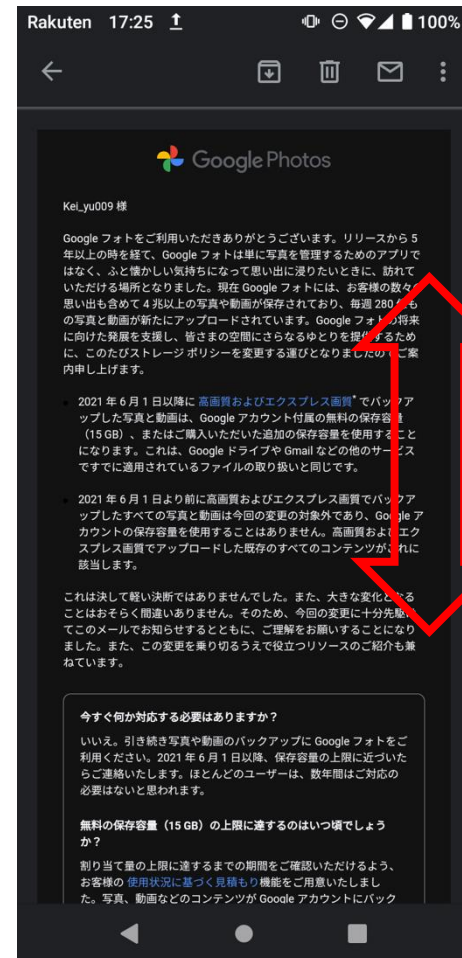 Rakuten 17:25 100%
Google Photos
Kei_yu009 様
Google フォトをご利用いただきありがとうございます。リリースから 5
年以上の時を経て、Google フォトは単に写真を管理するためのアプリで
はなく、ふと懐かしい気持ちになって思い出に浸りたいときに、訪れて
いただける場所となりました。現在 Google フォトには、お客様の数々の
思い出も含めて 4 兆以上の写真や動画が保存されており、毎週 280 億も
の写真と動画が新たにアップロードされています。Google フォトの将来
に向けた発展を支援し、皆さまの空間にさらなるゆとりを提供するため
に、このたびストレージ ポリシーを変更する運びとなりましたのでご案
内申し上げます。
2021 年 6 月 1 日以降に 高画質およびエクスプレス画質* でバックア
ップした写真と動画は、Google アカウント付属の無料の保存容量
（15 GB）、またはご購入いただいた追加の保存容量を使用すること
になります。これは、Google ドライブや Gmail などの他のサービス
ですでに適用されているファイルの取り扱いと同じです。
2021 年 6 月 1 日より前に高画質およびエクスプレス画質でバックア
ップしたすべての写真と動画は今回の変更の対象外であり、Google ア
カウントの保存容量を使用することはありません。高画質およびエク
スプレス画質でアップロードした既存のすべてのコンテンツがこれに
該当します。
これは決して軽い決断ではありませんでした。また、大きな変化となる
ことはおそらく間違いありません。そのため、今回の変更に十分先駆け
てこのメールでお知らせするとともに、ご理解をお願いすることになり
ました。また、この変更を乗り切るうえで役立つリソースのご紹介も兼
ねています。
今すぐ何か対応する必要はありますか？
いいえ。引き続き写真や動画のバックアップに Google フォトをご
利用ください。2021 年 6 月 1 日以降、保存容量の上限に近づいた
らご連絡いたします。ほとんどのユーザーは、数年間はご対応の
必要はないと思われます。
無料の保存容量（15 GB）の上限に達するのはいつ頃でしょう
か？
割り当て量の上限に達するまでの期間をご確認いただけるよう、
お客様の 使用状況に基づく見積もり機能をご用意いたしまし
た。写真、動画などのコンテンツが Google アカウントにバック